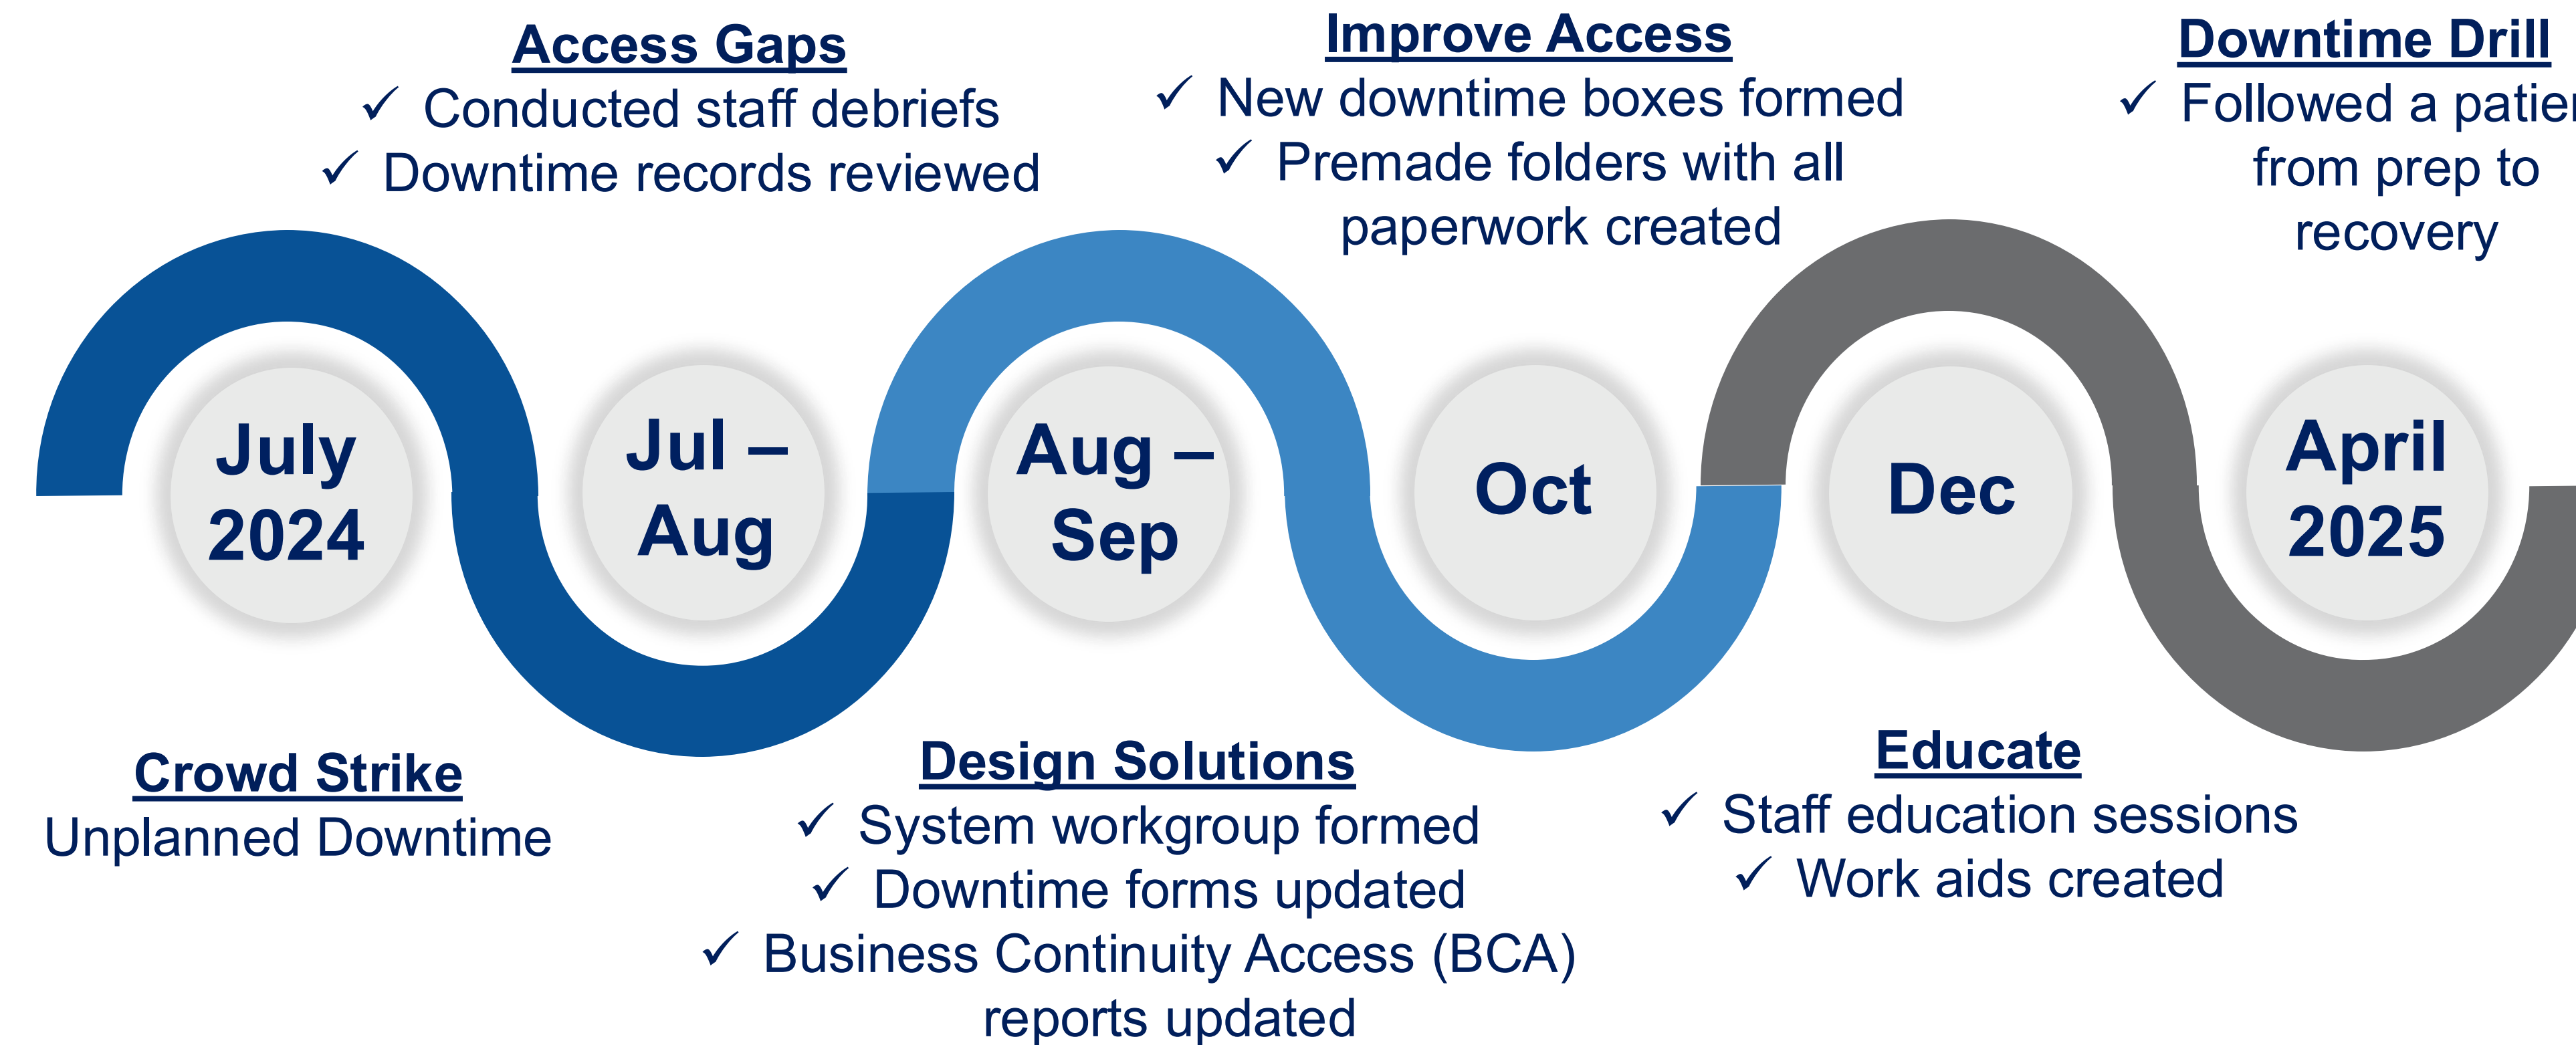 Access Gaps
✓ Conducted staff debriefs
✓ Downtime records reviewed
Improve Access
✓ New downtime boxes formed
✓ Premade folders with all
paperwork created
Downtime Drill
✓ Followed a
from prep to
recovery
July
2024
Jul –
Aug
Aug –
Sep
Oct
Dec
April
2025
Crowd Strike
Unplanned Downtime
Design Solutions
✓ System workgroup formed
✓ Downtime forms updated
✓ Business Continuity Access (BCA)
reports updated
Educate
✓ Staff education sessions
✓ Work aids created